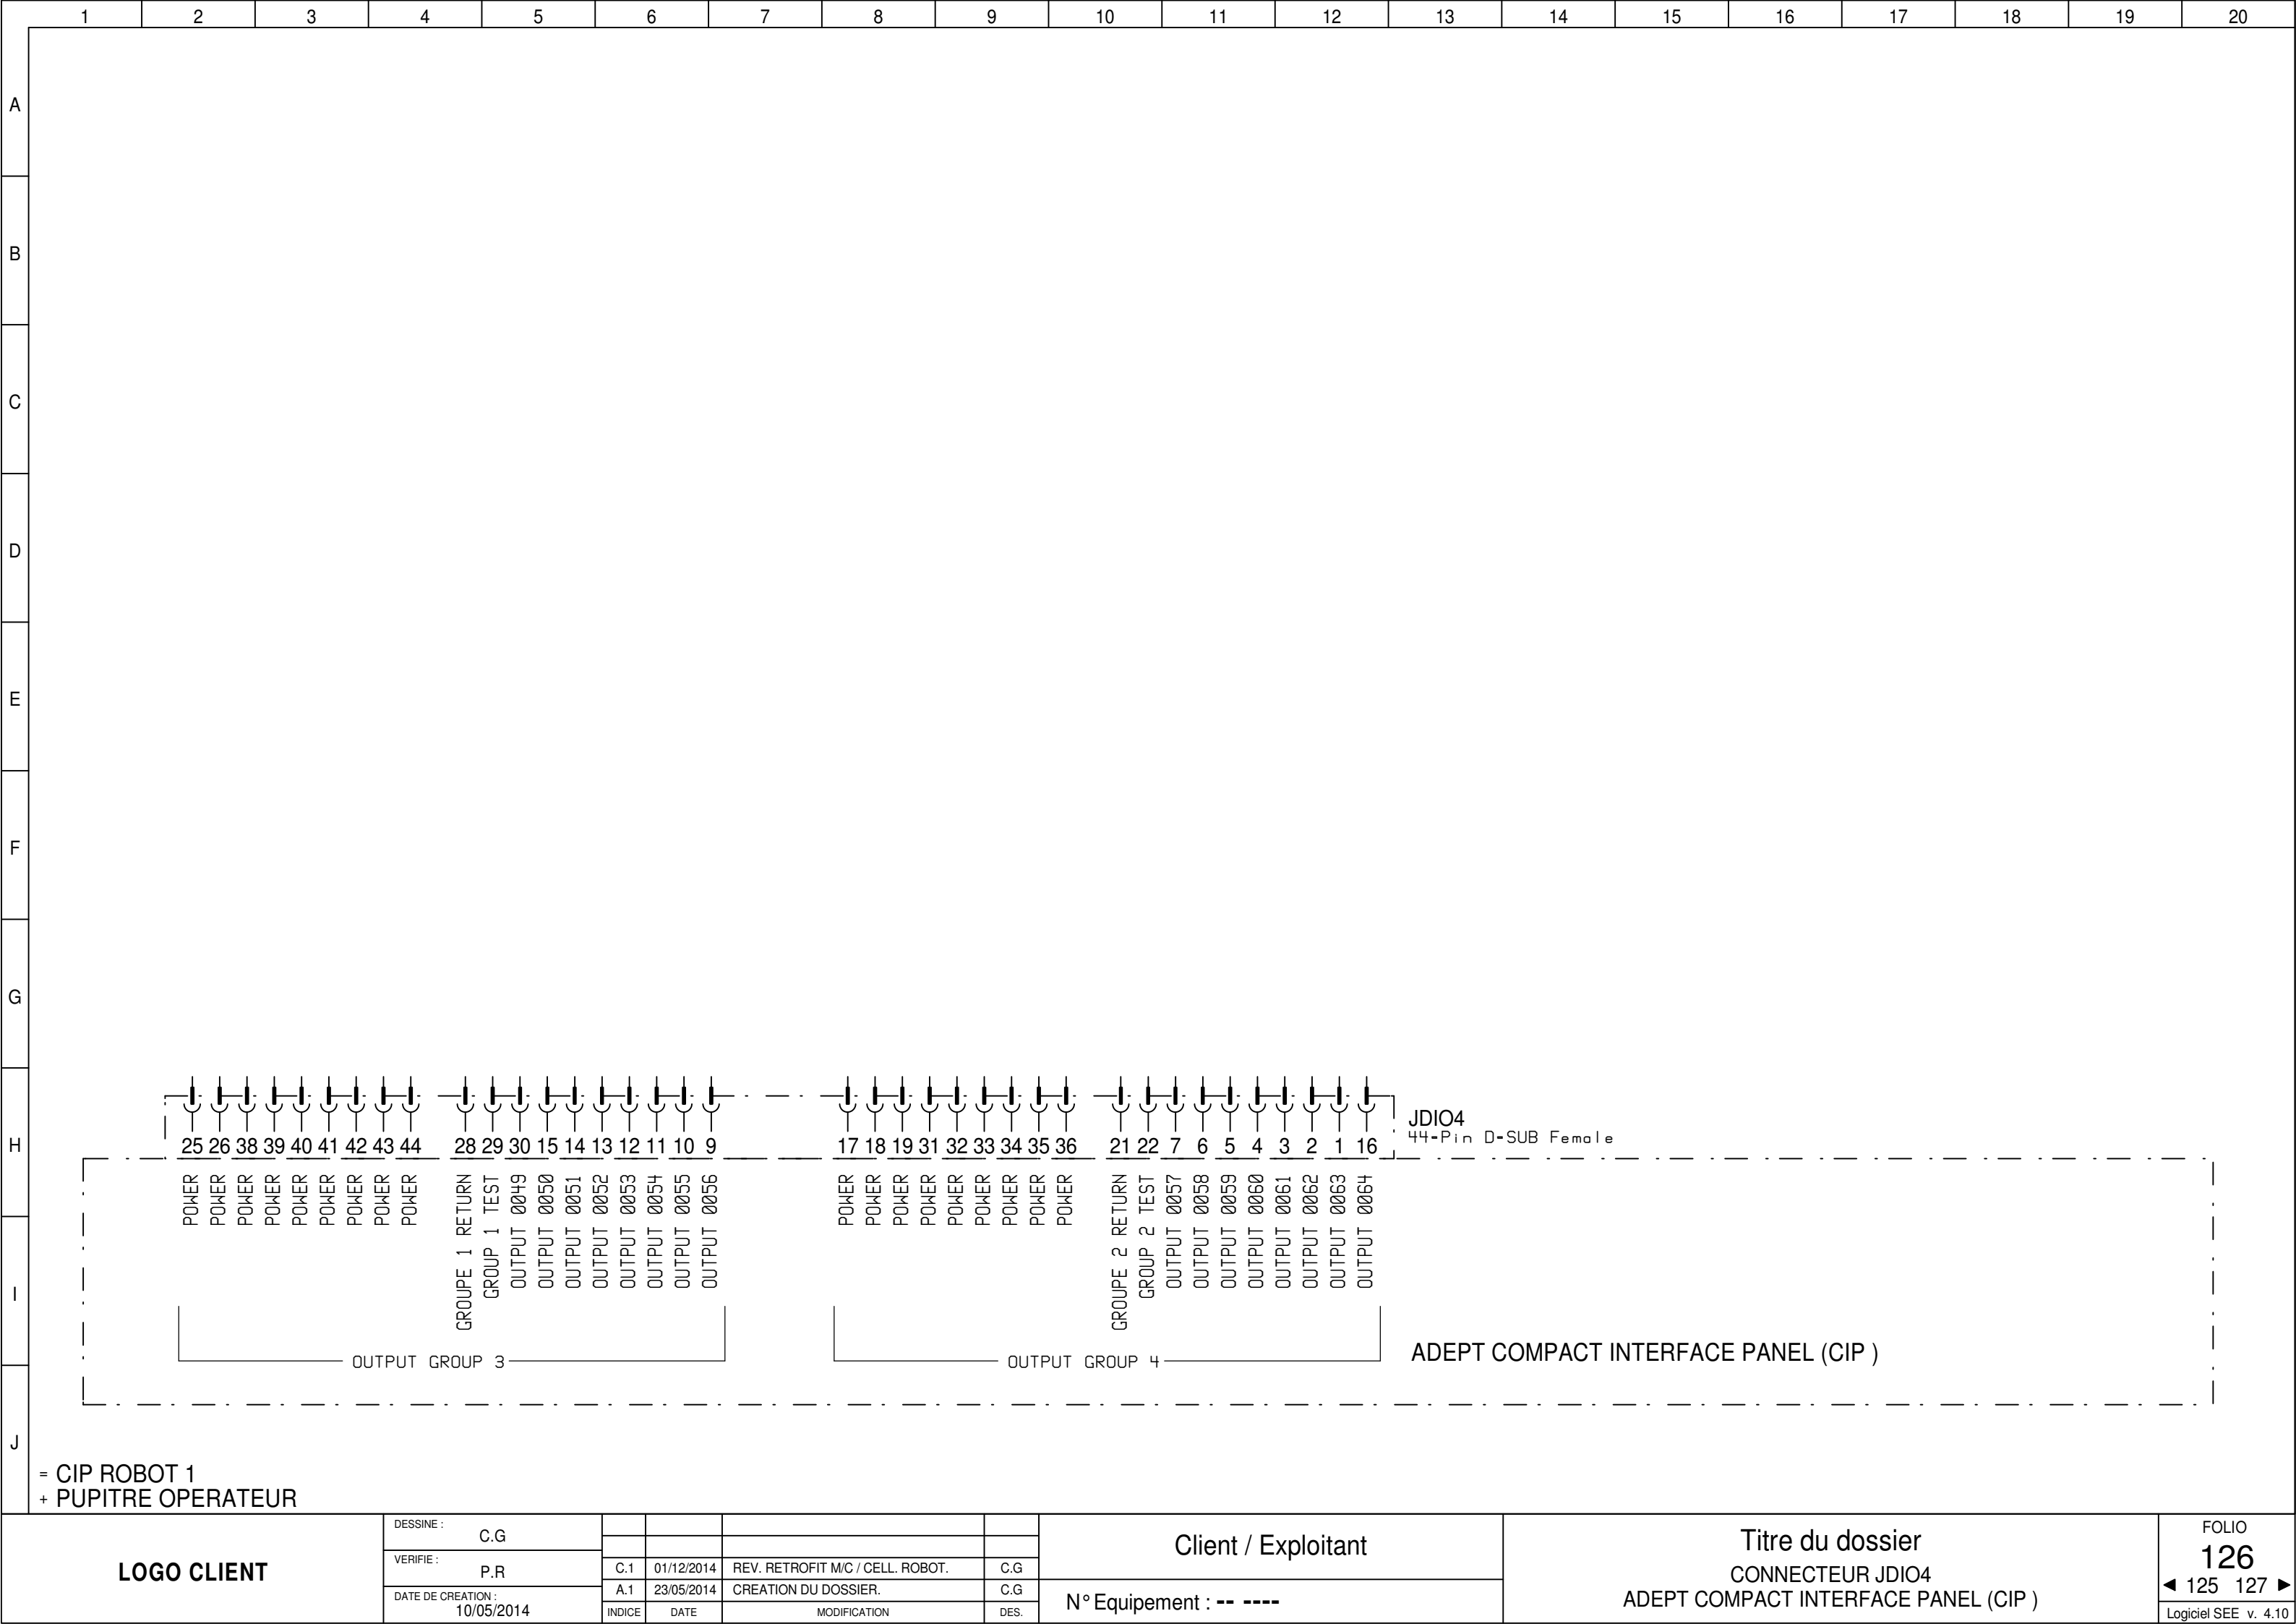 1 2 3 4 5 6 7 8 9 10 11 12 13 14 15 16 17 18 19 20
A
B
C
D
E
F
G
H
I
J
25 26 38 39 40 41 42 43 44 28 29 30 15 14 13 12 11 10 9
17 18 19 31 32 33 34 35 36 21 22 7 6 5 4 3 2 1 16
JDIO4
44-Pin D-SUB Female
POWER
POWER
POWER
POWER
POWER
POWER
POWER
POWER
POWER
GROUPE 1 RETURN
GROUP 1 TEST
OUTPUT 0049
OUTPUT 0050
OUTPUT 0051
OUTPUT 0052
OUTPUT 0053
OUTPUT 0054
OUTPUT 0055
OUTPUT 0056
OUTPUT GROUP 3
POWER
POWER
POWER
POWER
POWER
POWER
POWER
POWER
POWER
GROUPE 2 RETURN
GROUP 2 TEST
OUTPUT 0057
OUTPUT 0058
OUTPUT 0059
OUTPUT 0060
OUTPUT 0061
OUTPUT 0062
OUTPUT 0063
OUTPUT 0064
OUTPUT GROUP 4
ADEPT COMPACT INTERFACE PANEL (CIP )
= CIP ROBOT 1
+ PUPITRE OPERATEUR
LOGO CLIENT
DESSINE :
C.G
VERIFIE :
P.R
DATE DE CREATION :
10/05/2014
C.1 01/12/2014 REV. RETROFIT M/C / CELL. ROBOT. C.G
A.1 23/05/2014 CREATION DU DOSSIER. C.G
INDICE DATE MODIFICATION DES.
Client / Exploitant
N° Equipement : -- ----
Titre du dossier
CONNECTEUR JDIO4
ADEPT COMPACT INTERFACE PANEL (CIP )
FOLIO
126
◄ 125 127 ►
Logiciel SEE v. 4.10